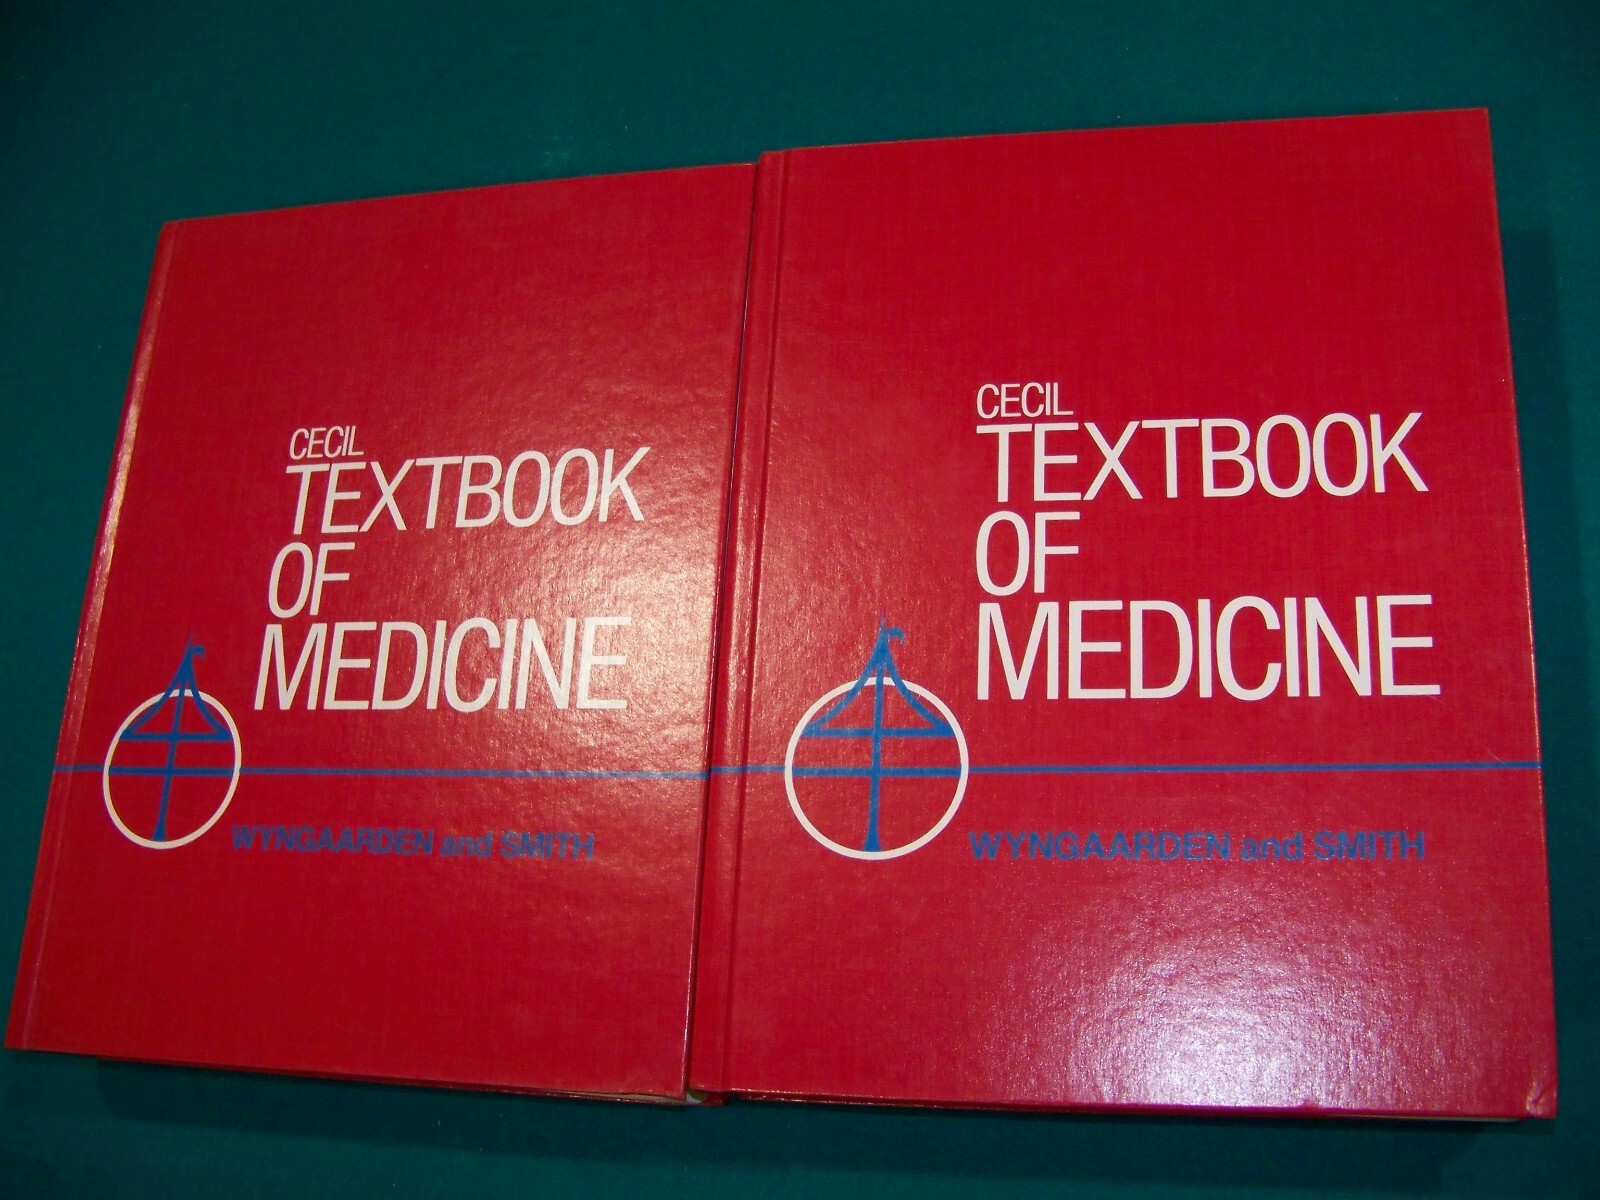 CECIL
TEXTBOOK
OF
MEDICINE
WYNGAARDEN and SMITH
CECIL
TEXTBOOK
OF
MEDICINE
WYNGAARDEN and SMITH